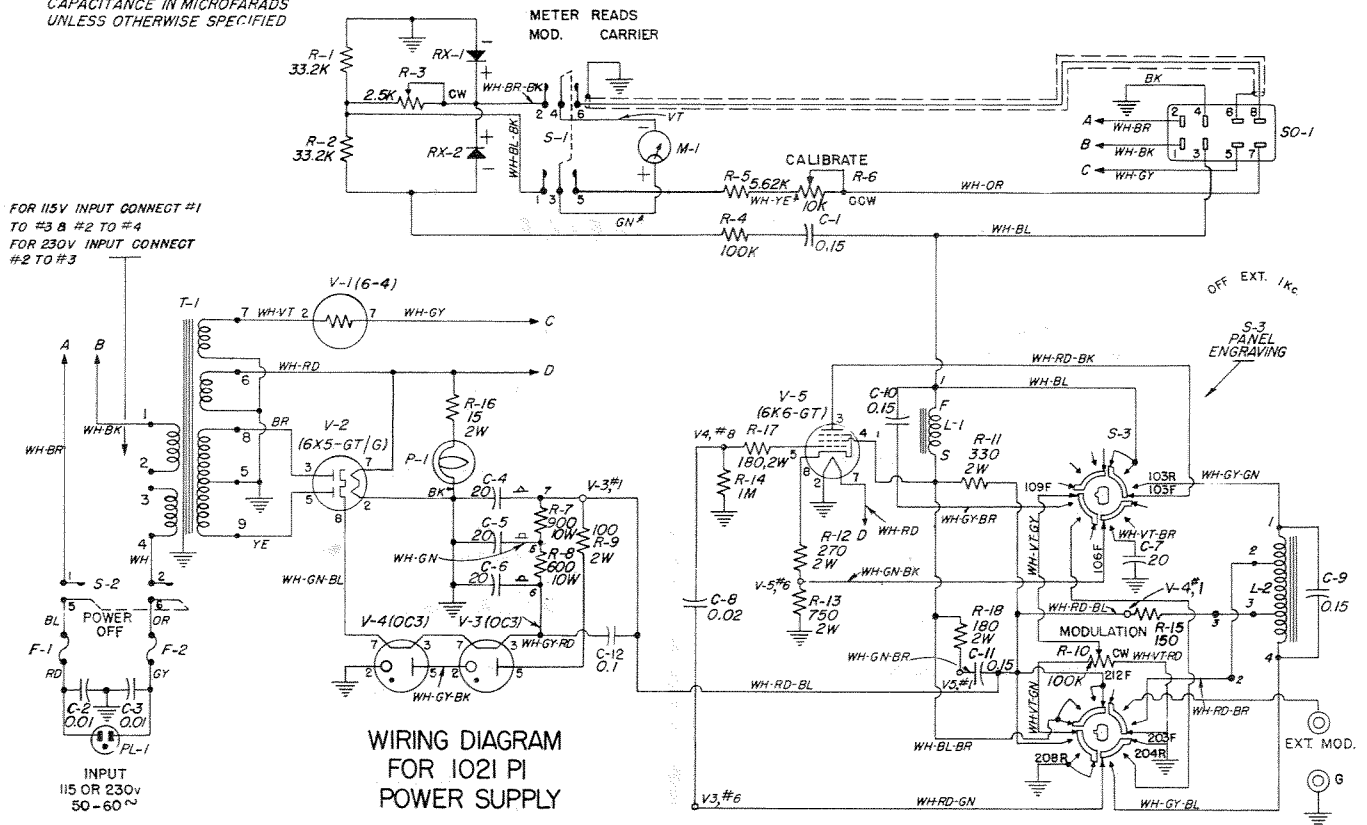 CAPACITANCE IN MICROFARADS
UNLESS OTHERWISE SPECIFIED
METER READS
MOD. CARRIER
R-1
33.2K
RX-1
R-3
2.5K
CW
WH-BR-BK
R-2
33.2K
RX-2
WH-BL-BK
2 4 6
S-1
1 3 5
VT
M-1
GN
R-5
5.62K
WH-YE
CALIBRATE
R-6
10K
CCW
WH-OR
R-4
100K
C-1
0.15
WH-BL
BK
A
WH-BR
B
WH-BK
C
WH-GY
2 4 6 8
1 3 5 7
SO-1
FOR 115V INPUT CONNECT #1
TO #3 & #2 TO #4
FOR 230V INPUT CONNECT
#2 TO #3
A
B
WH-BR
WH-BK
T-1
1
2
3
4
WH
7
WH-VT
2
V-1(6-4)
7
WH-GY
C
6
WH-RD
D
8
BR
5
9
YE
V-2
(6X5-GT/G)
3
5
7
8
2
R-16
15
2W
P-1
BK
C-4
20
C-5
20
C-6
20
7
R-7
900
10W
R-8
600
10W
6
V-3,#1
100
R-9
2W
WH-GN
WH-GN-BL
V-4(OC3)
V-3(OC3)
WH-GY-RD
WH-GY-BK
C-12
0.1
1 S-2 2
5 POWER 6
OFF
BL
OR
F-1
F-2
RD
GY
C-2
0.01
C-3
0.01
PL-1
INPUT
115 OR 230v
50-60~
WIRING DIAGRAM
FOR 1021 P1
POWER SUPPLY
OFF EXT. 1Kc.
S-3
PANEL
ENGRAVING
WH-RD-BK
WH-BL
1
V-5
(6K6-GT)
C-10
0.15
F
L-1
S
V4,#8
R-17
180,2W
R-14
1M
3
4
5
8
2
7
1
R-11
330
2W
WH-RD
D
R-12
270
2W
V-5,#6
WH-GN-BK
R-13
750
2W
C-8
0.02
WH-GY-BR
WH-VT-GY
S-3
109F
103R
103F
106F
WH-GY-GN
WH-VT-BR
C-7
20
V-4,#1
WH-RD-BL
R-15
150
1
2
L-2
3
4
C-9
0.15
MODULATION
R-10
CW
100K
WH-VT-RD
212F
R-18
180
2W
C-11
0.15
WH-GN-BR
V5,#1
WH-RD-BL
WH-VT-GN
WH-BL-BR
2
WH-RD-BR
203F
204R
208R
EXT. MOD.
G
V3,#6
WH-RD-GN
WH-GY-BL